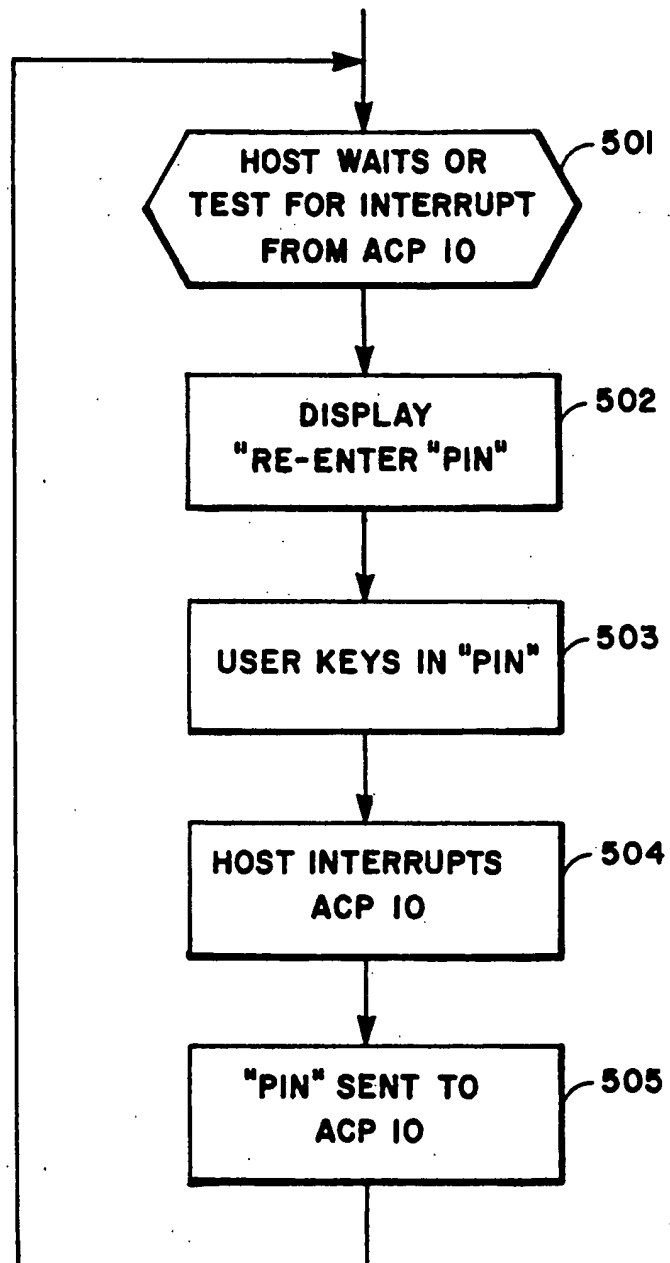 HOST WAITS OR
TEST FOR INTERRUPT
FROM ACP 10
501
DISPLAY
"RE-ENTER "PIN"
502
USER KEYS IN "PIN"
503
HOST INTERRUPTS
ACP 10
504
"PIN" SENT TO
ACP 10
505